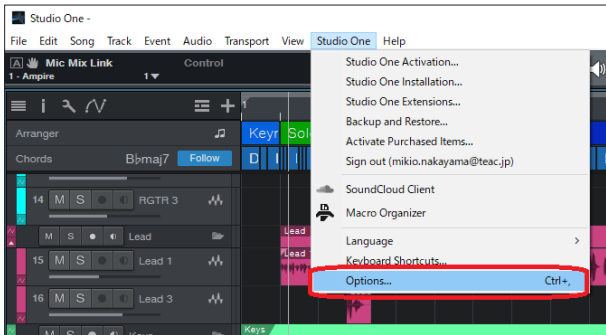 Studio One -
File Edit Song Track Event Audio Transport View Studio One Help
A Mic Mix Link Control
1 - Ampire 1
Studio One Activation...
Studio One Installation...
Studio One Extensions...
Backup and Restore...
Activate Purchased Items...
Sign out (mikio.nakayama@teac.jp)
SoundCloud Client
Macro Organizer
Language
Keyboard Shortcuts...
Options... Ctrl+,
1
Arranger Keyr Sol
Chords B♭maj7 Follow D
14 M S RGTR 3
M S Lead Lead
15 M S Lead 1 Lead
16 M S Lead 3
M S Keys Keys